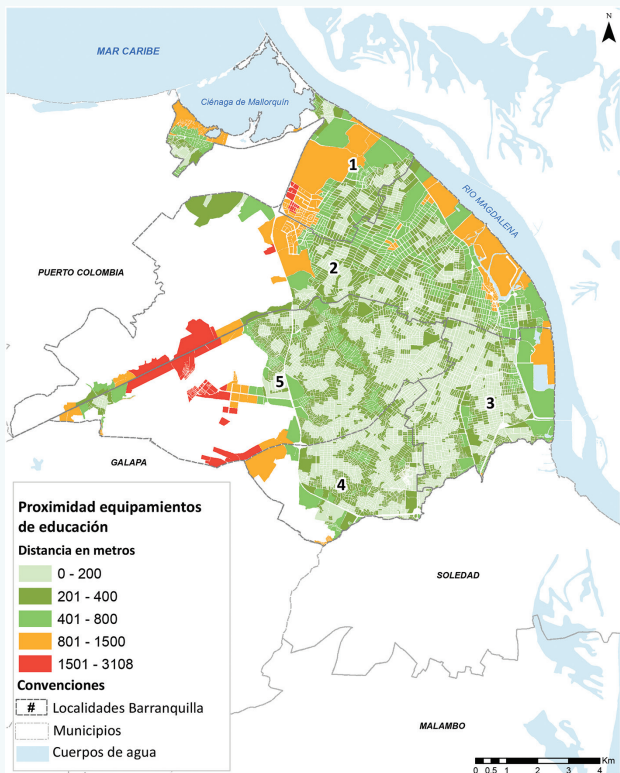 N
MAR CARIBE
Ciénaga de Mallorquín
1
RIO MAGDALENA
PUERTO COLOMBIA
2
5
3
GALAPA
4
Proximidad equipamientos
de educación
Distancia en metros
0 - 200
201 - 400
401 - 800
801 - 1500
1501 - 3108
Convenciones
# Localidades Barranquilla
Municipios
Cuerpos de agua
SOLEDAD
MALAMBO
Km
0 0.5 1 2 3 4